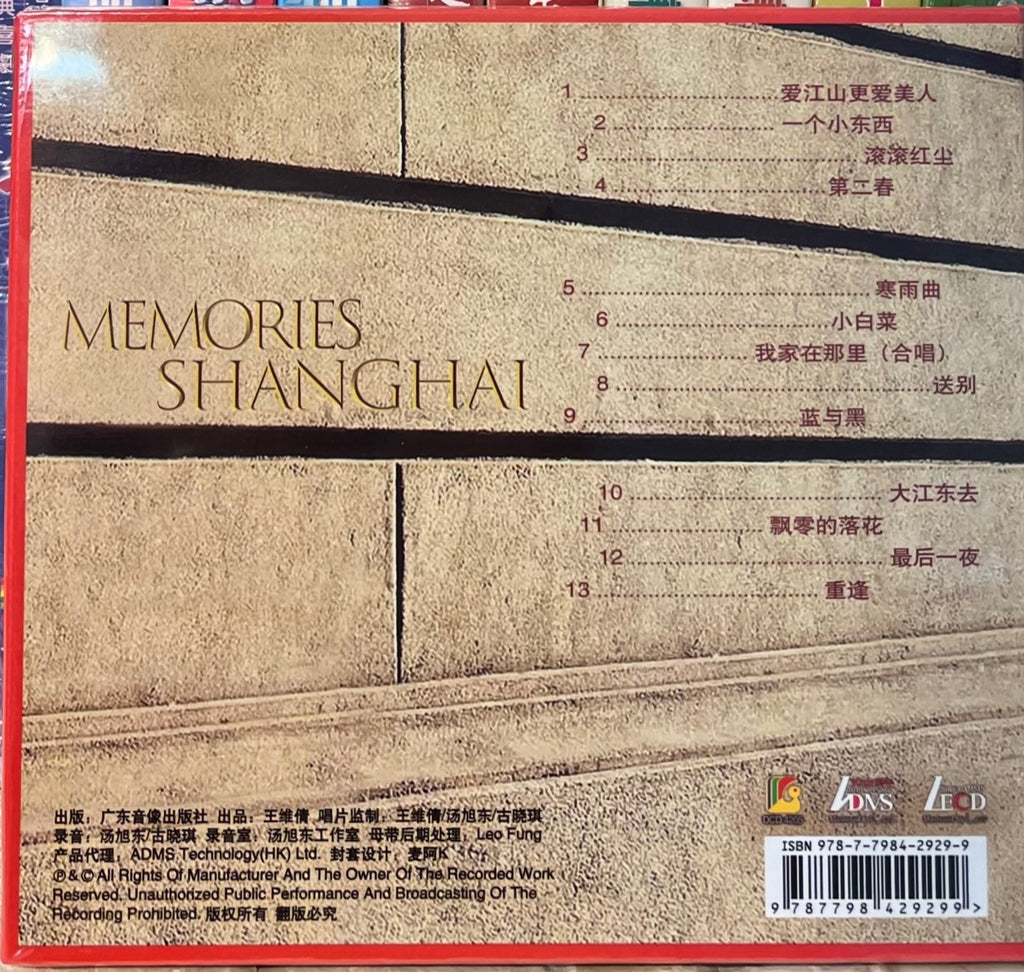 1 爱江山更爱美人
2 一个小东西
3 滚滚红尘
4 第二春
MEMORIES
SHANGHAI
5 寒雨曲
6 小白菜
7 我家在那里（合唱）
8 送别
9 蓝与黑
10 大江东去
11 飘零的落花
12 最后一夜
13 重逢
出版：广东音像出版社 出品：王维倩 唱片监制：王维倩/汤旭东/古晓琪
录音：汤旭东/古晓琪 录音室：汤旭东工作室 母带后期处理：Leo Fung
产品代理：ADMS Technology(HK) Ltd. 封套设计：麦阿K
℗ & © All Rights Of Manufacturer And The Owner Of The Recorded Work
Reserved. Unauthorized Public Performance And Broadcasting Of The
Recording Prohibited. 版权所有 翻版必究
ADMS
LECD
ISBN 978-7-7984-2929-9
9 787798 429299 >